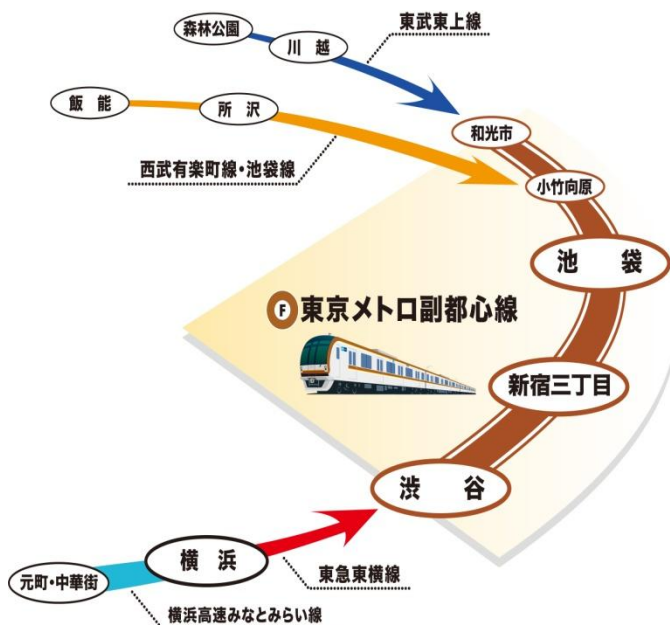 森林公園
川越
東武東上線
飯能
所沢
和光市
西武有楽町線・池袋線
小竹向原
池袋
F 東京メトロ副都心線
新宿三丁目
渋谷
横浜
元町・中華街
東急東横線
横浜高速みなとみらい線